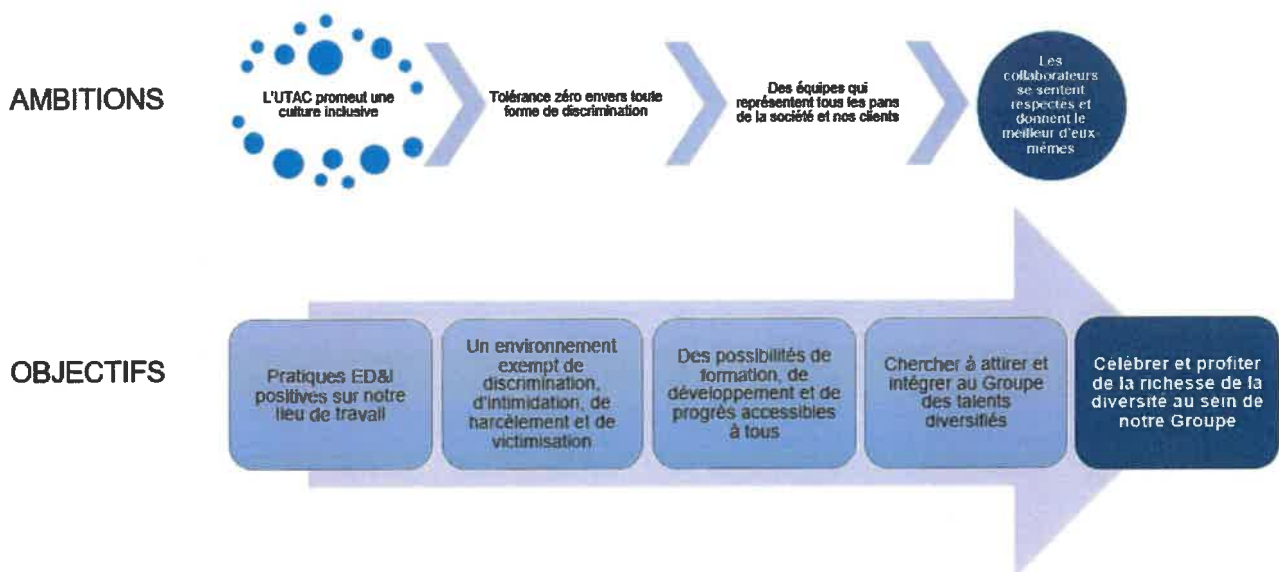 AMBITIONS
L'UTAC promeut une
culture inclusive
Tolérance zéro envers toute
forme de discrimination
Des équipes qui
représentent tous les pans
de la société et nos clients
Les
collaborateurs
se sentent
respectés et
donnent le
meilleur d'eux-
mêmes
OBJECTIFS
Pratiques ED&I
positives sur notre
lieu de travail
Un environnement
exempt de
discrimination,
d'intimidation, de
harcèlement et de
victimisation
Des possibilités de
formation, de
développement et de
progrès accessibles
à tous
Chercher à attirer et
intégrer au Groupe
des talents
diversifiés
Célébrer et profiter
de la richesse de la
diversité au sein de
notre Groupe